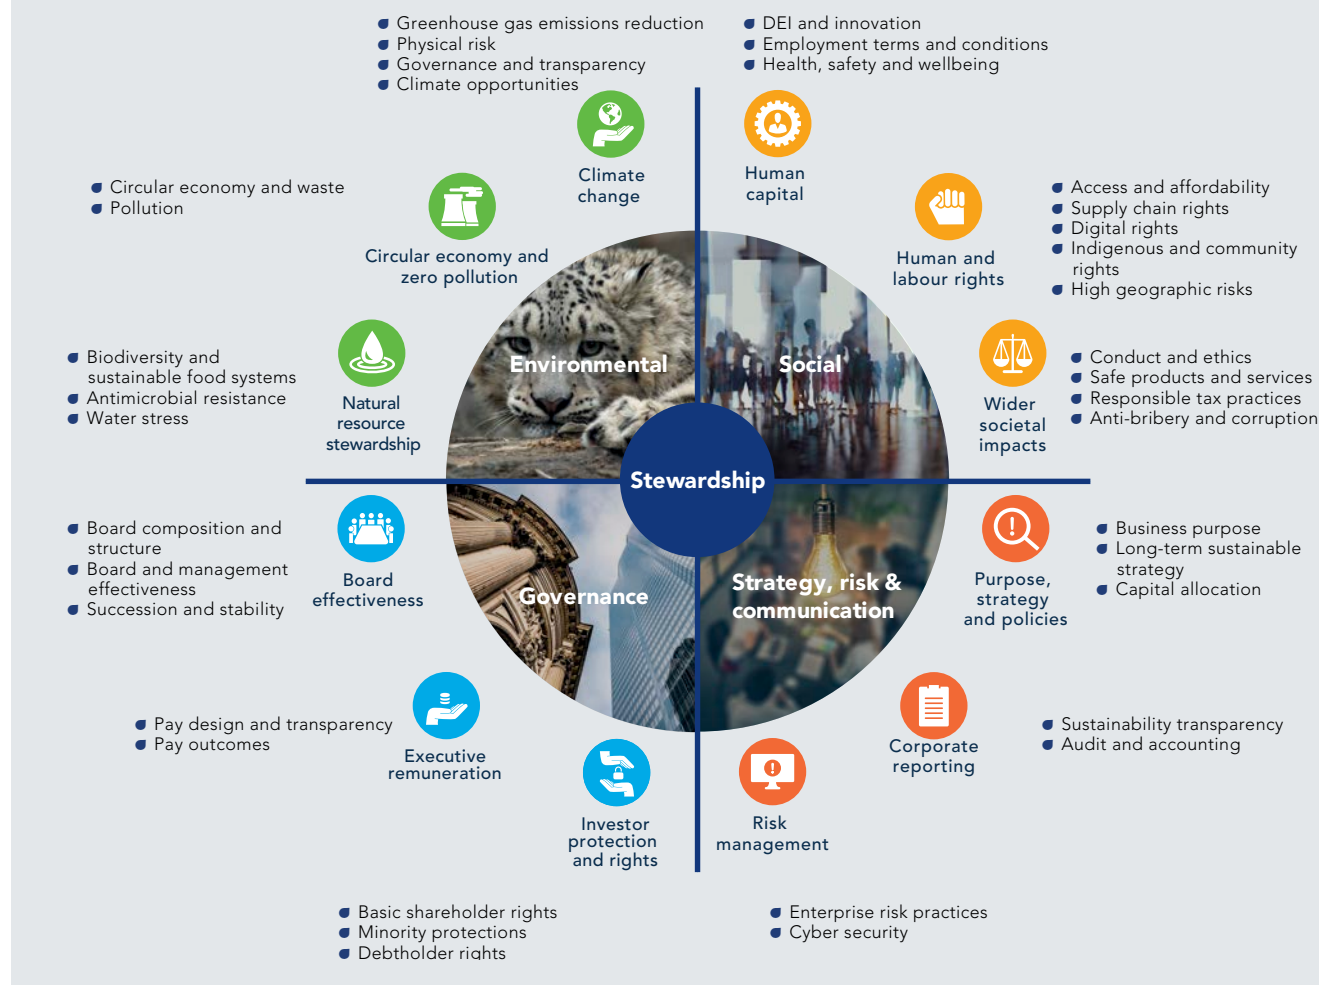 Greenhouse gas emissions reduction
Physical risk
Governance and transparency
Climate opportunities
DEI and innovation
Employment terms and conditions
Health, safety and wellbeing
Climate
change
Human
capital
Circular economy and waste
Pollution
Circular economy and
zero pollution
Human and
labour rights
Access and affordability
Supply chain rights
Digital rights
Indigenous and community
rights
High geographic risks
Biodiversity and
sustainable food systems
Antimicrobial resistance
Water stress
Natural
resource
stewardship
Environmental
Social
Wider
societal
impacts
Conduct and ethics
Safe products and services
Responsible tax practices
Anti-bribery and corruption
Stewardship
Board composition and
structure
Board and management
effectiveness
Succession and stability
Board
effectiveness
Governance
Strategy, risk &
communication
Purpose,
strategy
and policies
Business purpose
Long-term sustainable
strategy
Capital allocation
Pay design and transparency
Pay outcomes
Executive
remuneration
Investor
protection
and rights
Risk
management
Corporate
reporting
Sustainability transparency
Audit and accounting
Basic shareholder rights
Minority protections
Debtholder rights
Enterprise risk practices
Cyber security